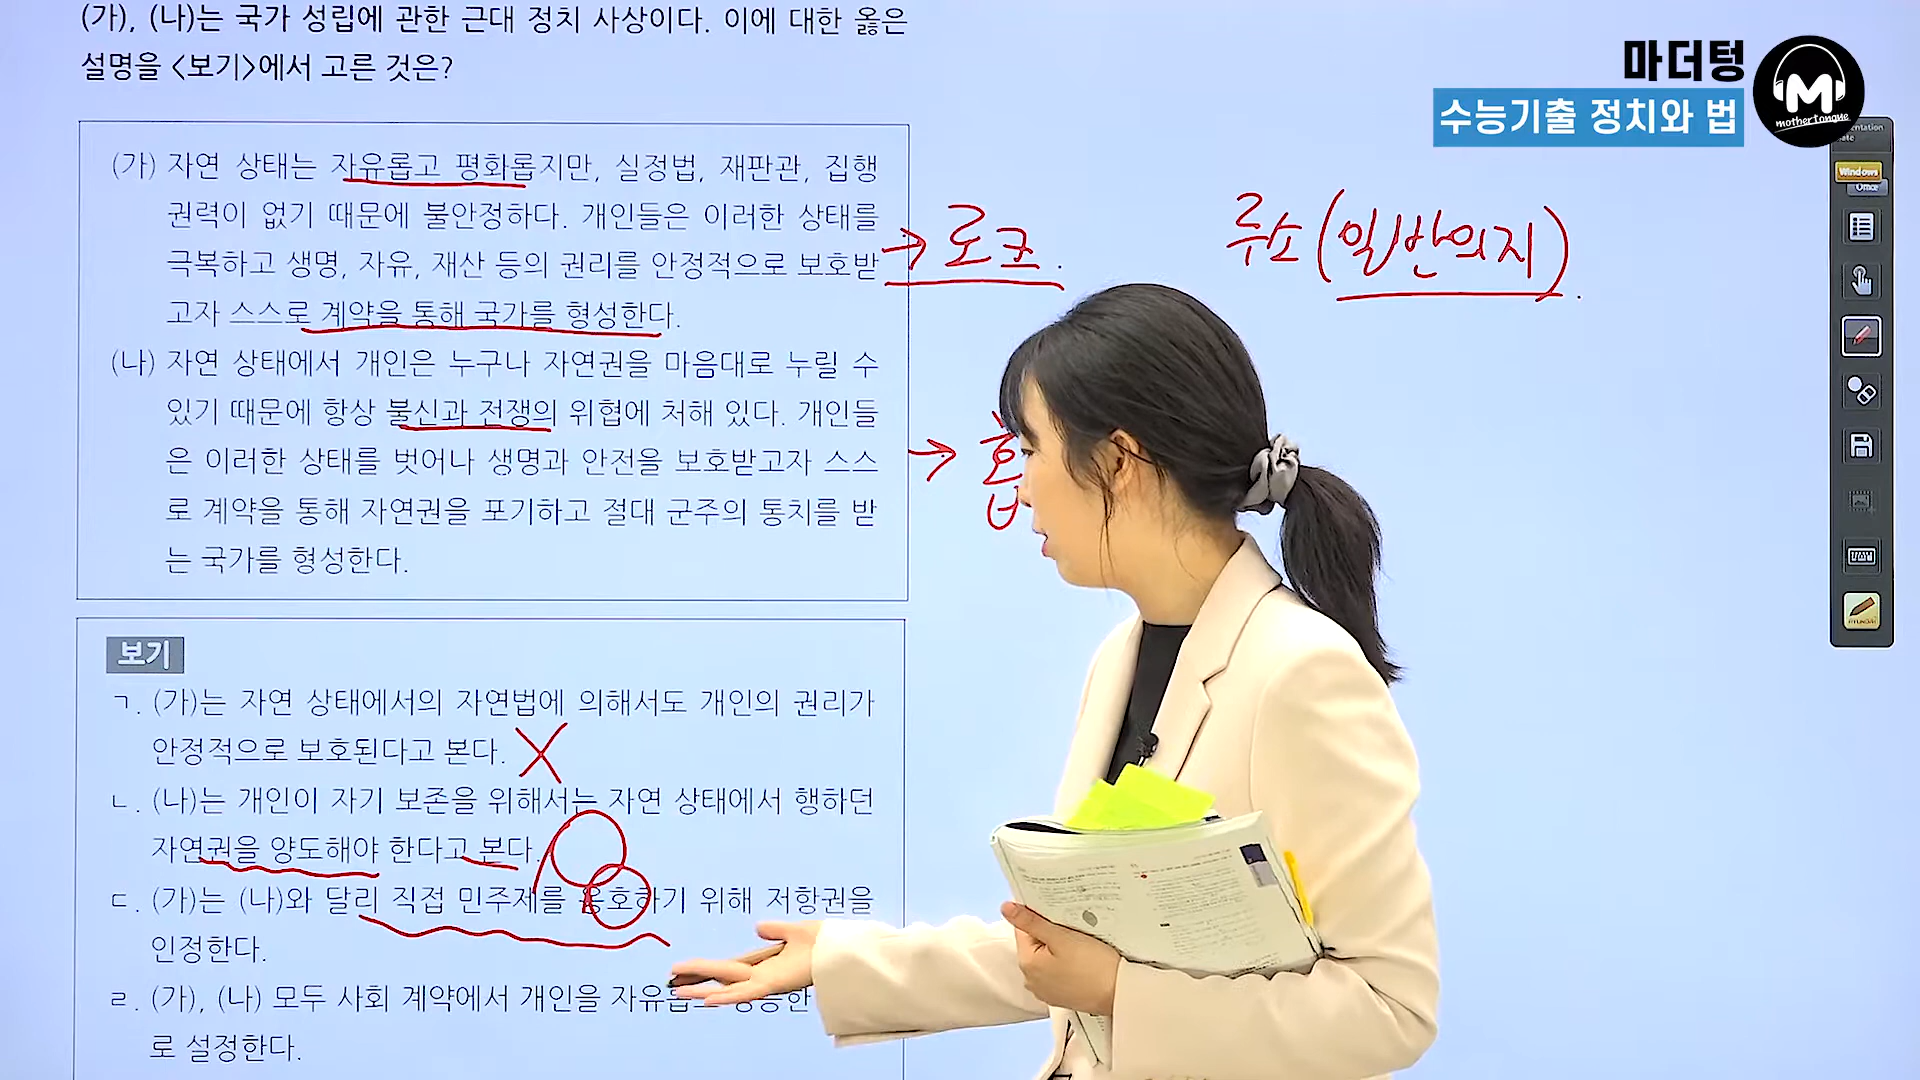 (가), (나)는 국가 성립에 관한 근대 정치 사상이다. 이에 대한 옳은
설명을 <보기>에서 고른 것은?
마더텅
수능기출 정치와 법
M
mothertongue
(가) 자연 상태는 자유롭고 평화롭지만, 실정법, 재판관, 집행
권력이 없기 때문에 불안정하다. 개인들은 이러한 상태를
극복하고 생명, 자유, 재산 등의 권리를 안정적으로 보호받
고자 스스로 계약을 통해 국가를 형성한다.
(나) 자연 상태에서 개인은 누구나 자연권을 마음대로 누릴 수
있기 때문에 항상 불신과 전쟁의 위협에 처해 있다. 개인들
은 이러한 상태를 벗어나 생명과 안전을 보호받고자 스스
로 계약을 통해 자연권을 포기하고 절대 군주의 통치를 받
는 국가를 형성한다.
→ 로크.
루소 (일반의지).
→ 홉
보기
ㄱ. (가)는 자연 상태에서의 자연법에 의해서도 개인의 권리가
안정적으로 보호된다고 본다. X
ㄴ. (나)는 개인이 자기 보존을 위해서는 자연 상태에서 행하던
자연권을 양도해야 한다고 본다.
ㄷ. (가)는 (나)와 달리 직접 민주제를 옹호하기 위해 저항권을
인정한다.
ㄹ. (가), (나) 모두 사회 계약에서 개인을
로 설정한다.
Windows
Office